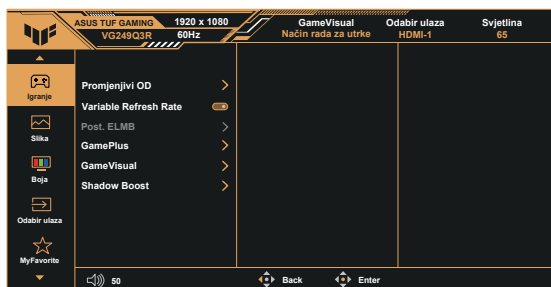 ASUS TUF GAMING 1920 x 1080 GameVisual Odabir ulaza Svjetlina
VG249Q3R 60Hz Način rada za utrke HDMI-1 65
Igranje
Slika
Boja
Odabir ulaza
MyFavorite
Promjenjivi OD
Variable Refresh Rate
Post. ELMB
GamePlus
GameVisual
Shadow Boost
50 Back Enter